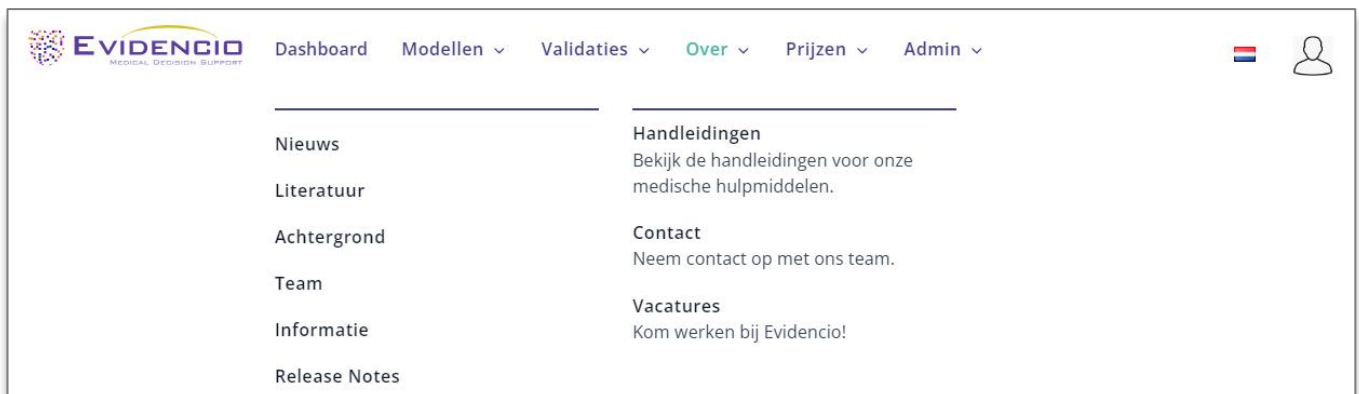 EVIDENCIO
MEDICAL DECISION SUPPORT
Dashboard Modellen Validaties Over Prijzen Admin
Nieuws
Literatuur
Achtergrond
Team
Informatie
Release Notes
Handleidingen
Bekijk de handleidingen voor onze
medische hulpmiddelen.
Contact
Neem contact op met ons team.
Vacatures
Kom werken bij Evidencio!